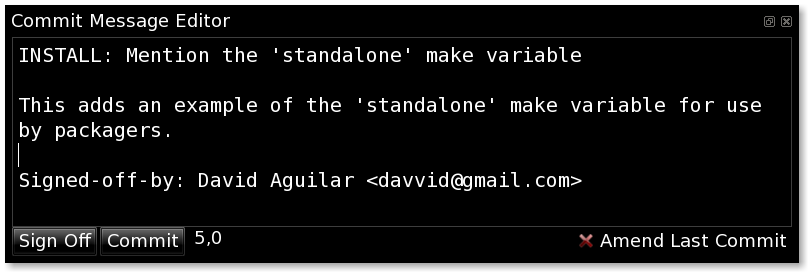 Commit Message Editor
INSTALL: Mention the 'standalone' make variable
This adds an example of the 'standalone' make variable for use
by packagers.
Signed-off-by: David Aguilar <davvid@gmail.com>
Sign Off Commit 5,0 Amend Last Commit